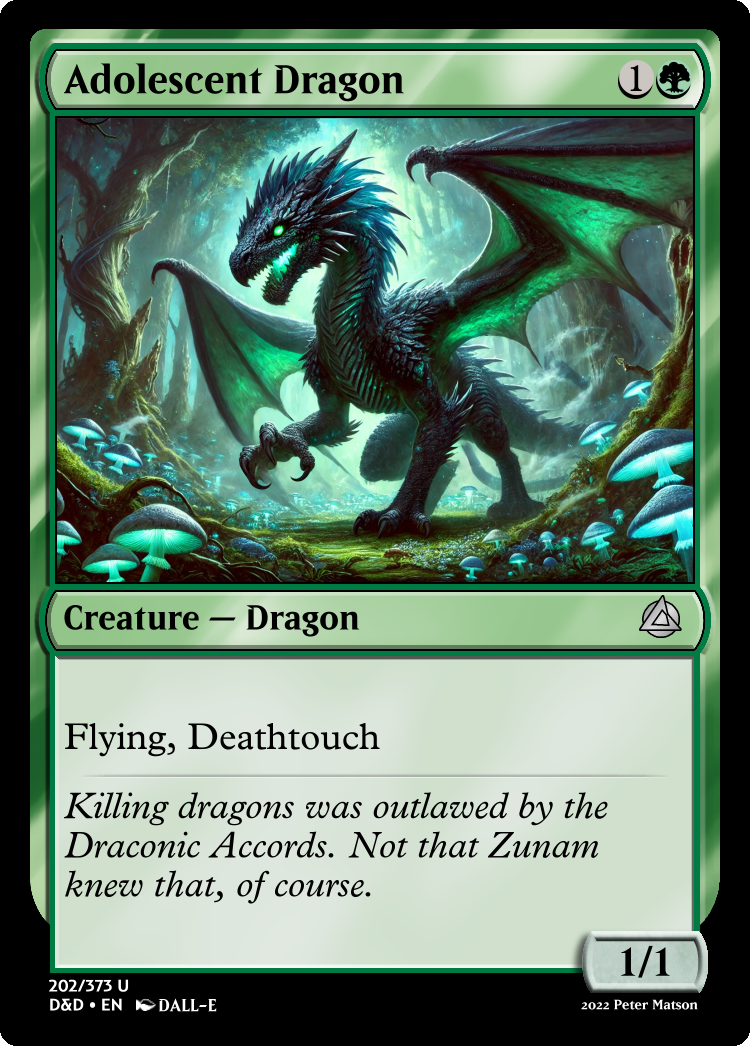 Adolescent Dragon 1
Creature — Dragon
Flying, Deathtouch
Killing dragons was outlawed by the
Draconic Accords. Not that Zunam
knew that, of course.
1/1
202/373 U
D&D • EN DALL-E
2022 Peter Matson